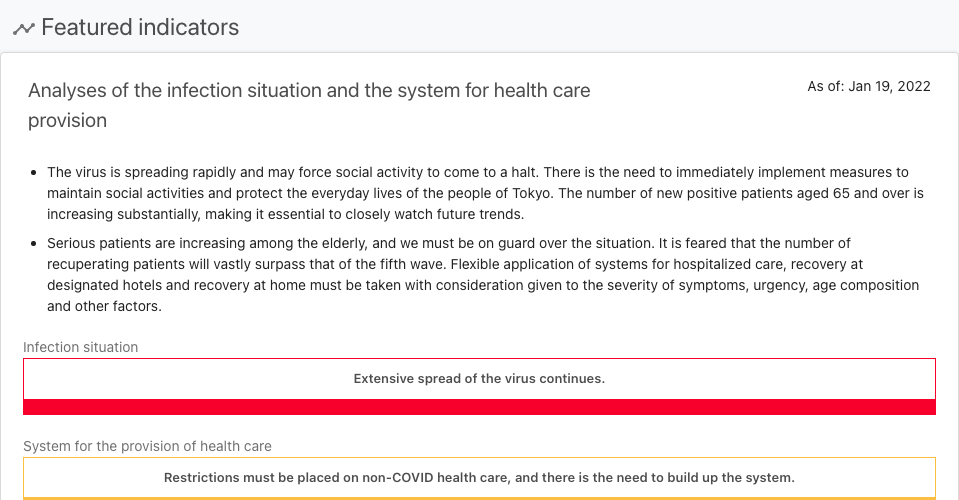 Featured indicators
Analyses of the infection situation and the system for health care
provision
As of: Jan 19, 2022
The virus is spreading rapidly and may force social activity to come to a halt. There is the need to immediately implement measures to
maintain social activities and protect the everyday lives of the people of Tokyo. The number of new positive patients aged 65 and over is
increasing substantially, making it essential to closely watch future trends.
Serious patients are increasing among the elderly, and we must be on guard over the situation. It is feared that the number of
recuperating patients will vastly surpass that of the fifth wave. Flexible application of systems for hospitalized care, recovery at
designated hotels and recovery at home must be taken with consideration given to the severity of symptoms, urgency, age composition
and other factors.
Infection situation
Extensive spread of the virus continues.
System for the provision of health care
Restrictions must be placed on non-COVID health care, and there is the need to build up the system.